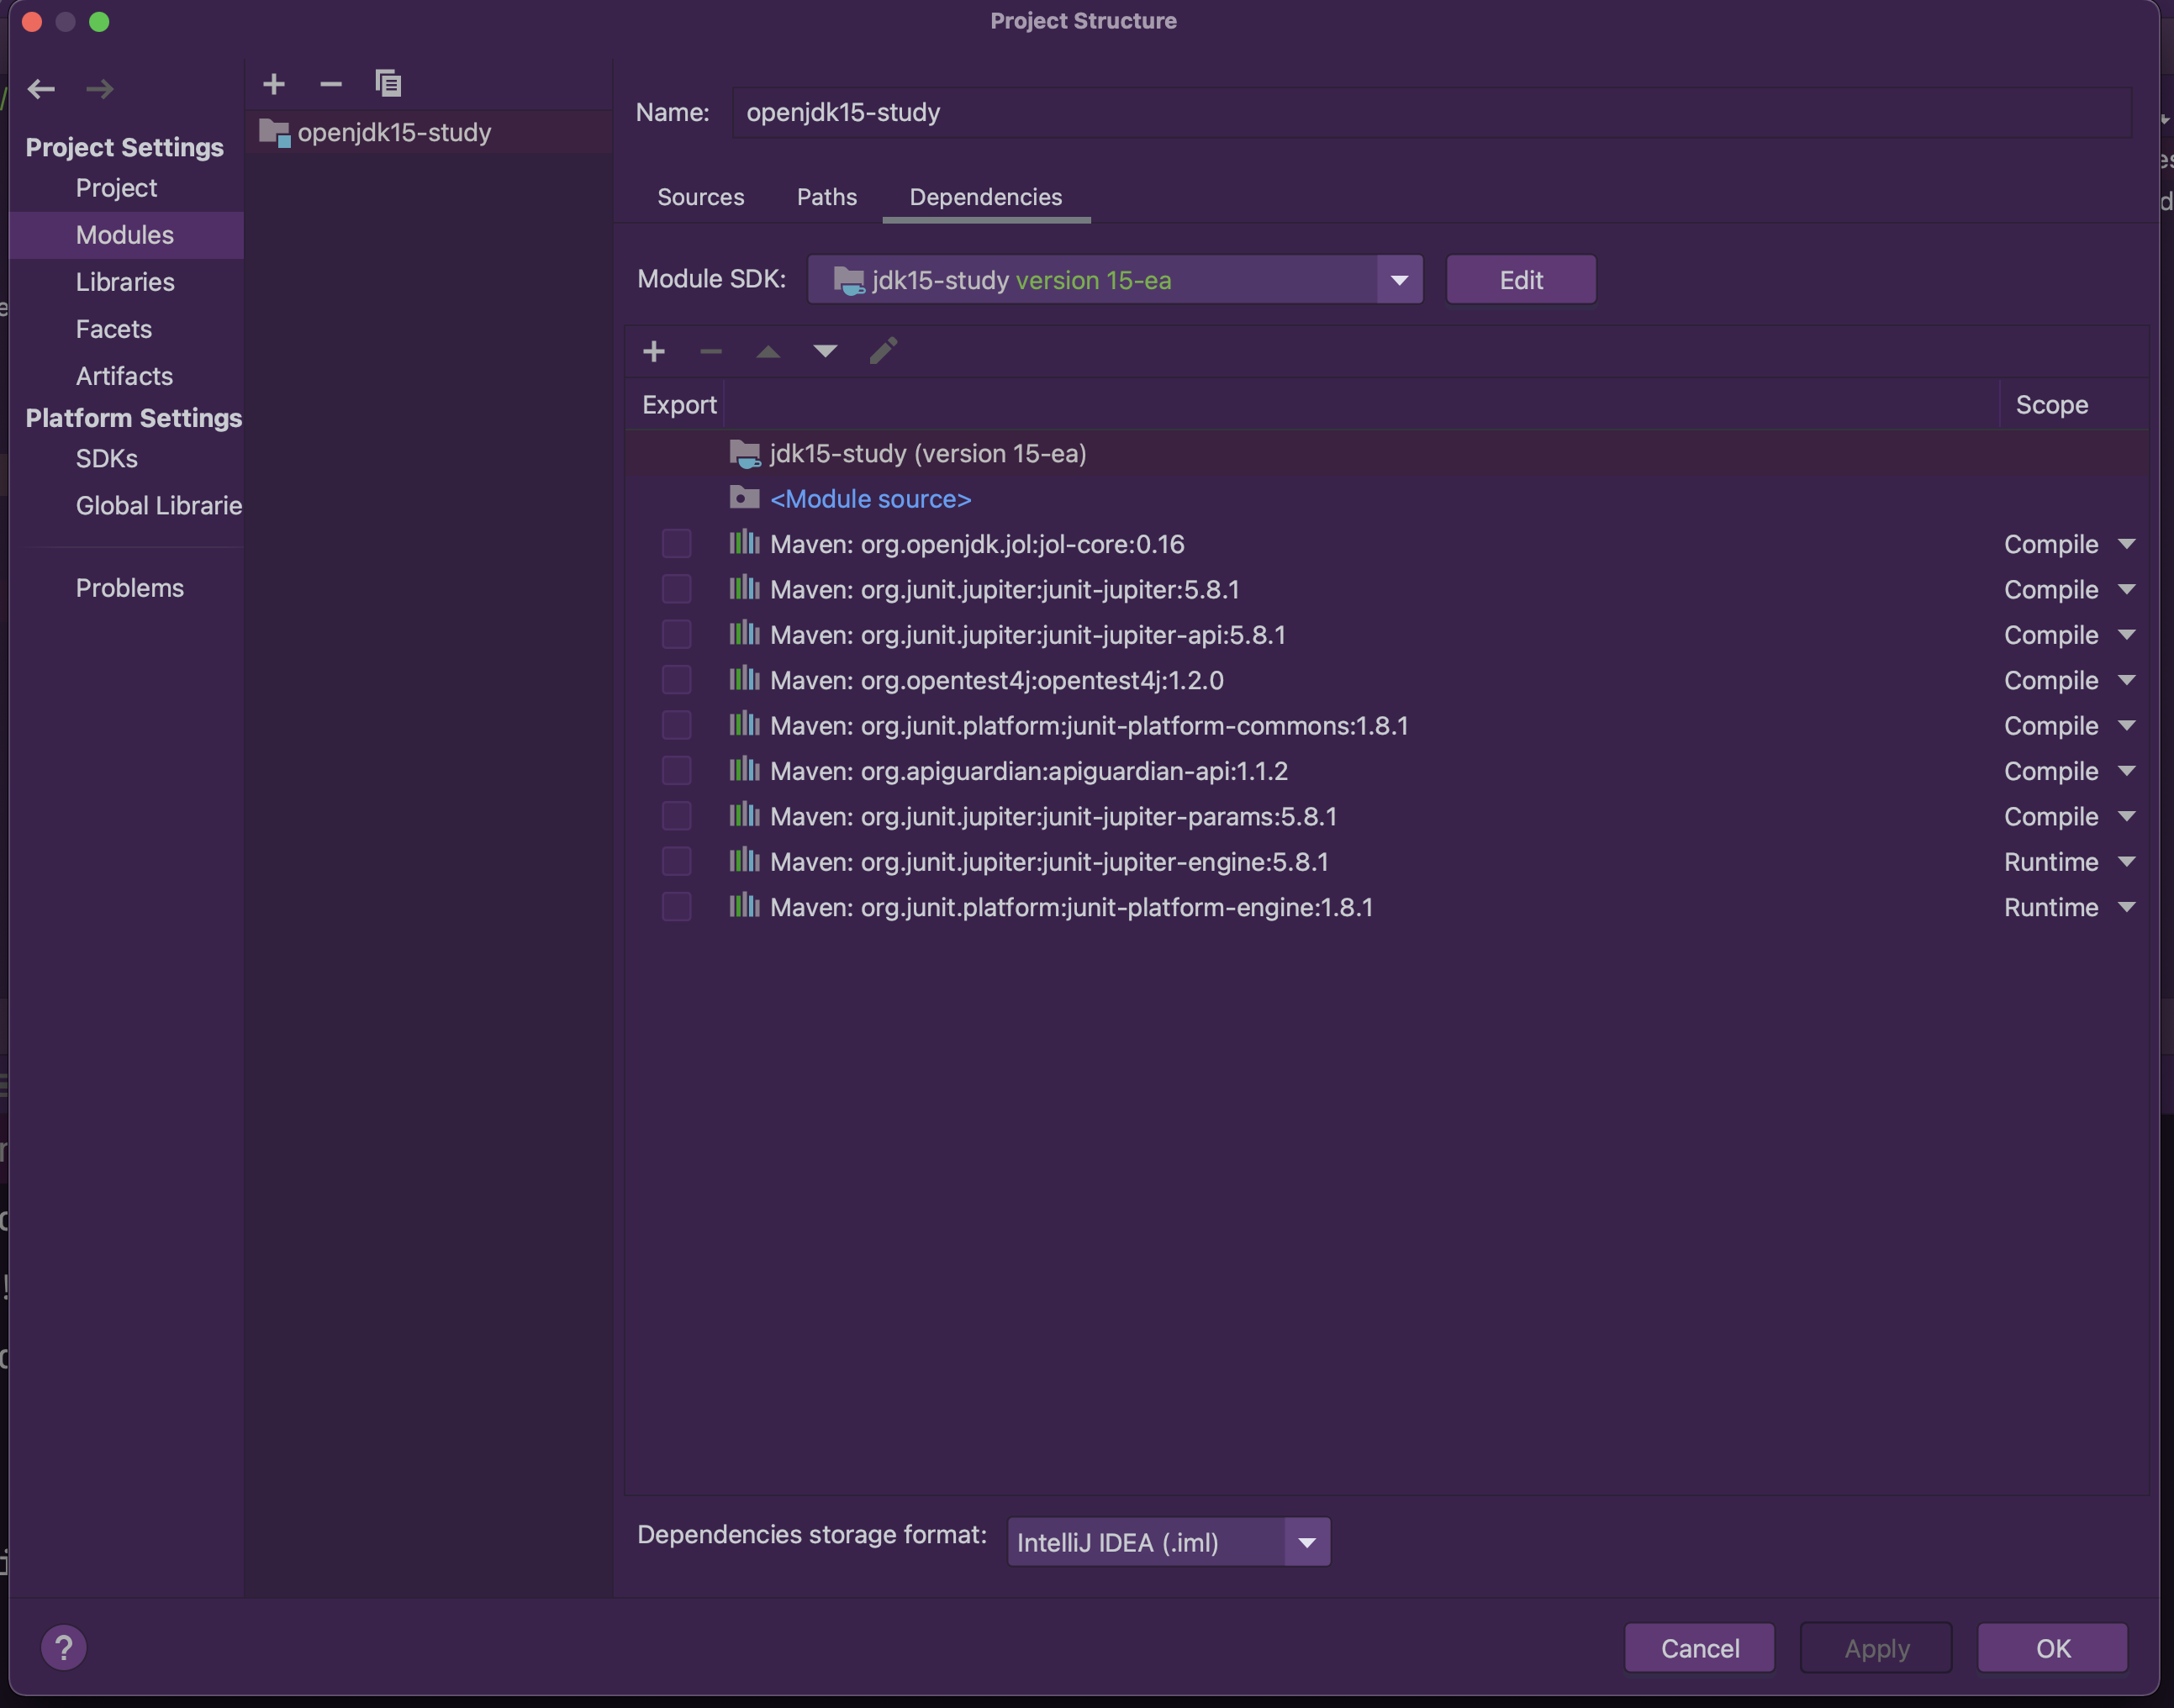 Project Structure
Project Settings
Project
Modules
Libraries
Facets
Artifacts
Platform Settings
SDKs
Global Librarie
Problems
openjdk15-study
Name: openjdk15-study
Sources Paths Dependencies
Module SDK: jdk15-study version 15-ea Edit
Export Scope
jdk15-study (version 15-ea)
<Module source>
Maven: org.openjdk.jol:jol-core:0.16 Compile
Maven: org.junit.jupiter:junit-jupiter:5.8.1 Compile
Maven: org.junit.jupiter:junit-jupiter-api:5.8.1 Compile
Maven: org.opentest4j:opentest4j:1.2.0 Compile
Maven: org.junit.platform:junit-platform-commons:1.8.1 Compile
Maven: org.apiguardian:apiguardian-api:1.1.2 Compile
Maven: org.junit.jupiter:junit-jupiter-params:5.8.1 Compile
Maven: org.junit.jupiter:junit-jupiter-engine:5.8.1 Runtime
Maven: org.junit.platform:junit-platform-engine:1.8.1 Runtime
Dependencies storage format: IntelliJ IDEA (.iml)
? Cancel Apply OK